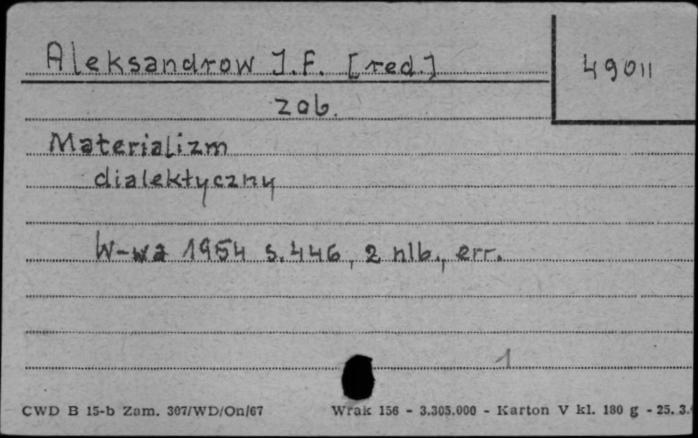 Aleksandrow J.F. [red.]
49011
zob.
Materializm
dialektyczny
W-wa 1954 s. 446, 2 nlb., err.
1
CWD B 15-b Zam. 307/WD/On/67 Wrak 156 - 3.305.000 - Karton V kl. 180 g - 25. 3.